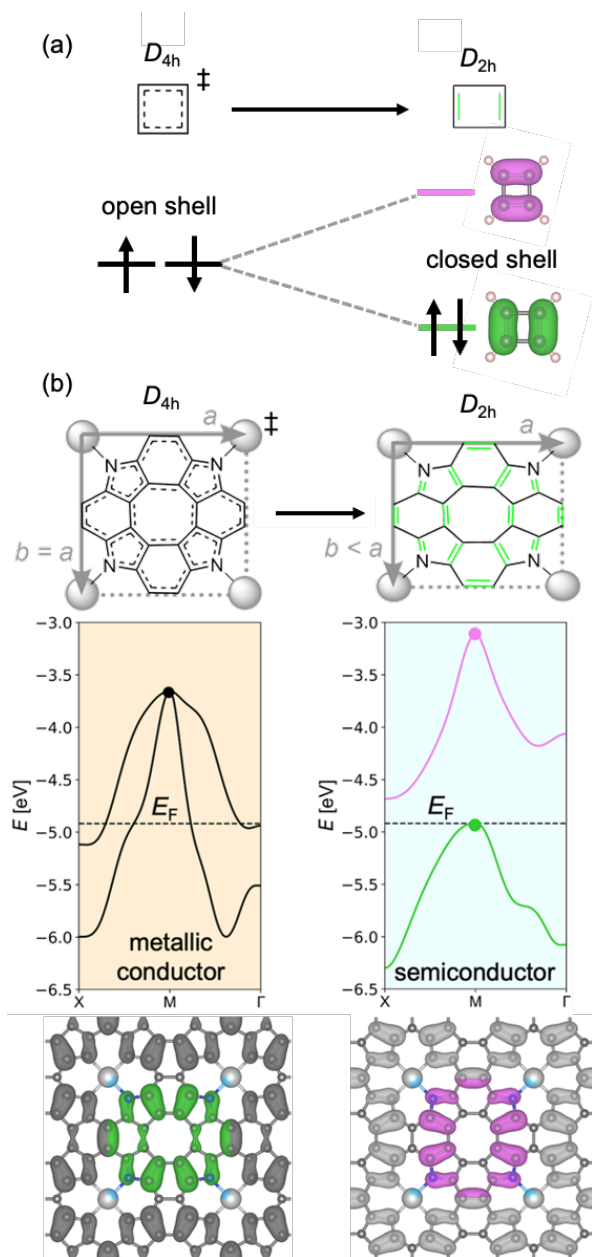 (a)
D4h
D2h
‡
open shell
closed shell
(b)
D4h
D2h
a
‡
a
N N
N N
b = a
b < a
N N
N N
−3.0
−3.5
−4.0
−4.5
−5.0
−5.5
−6.0
−6.5
E [eV]
EF
metallic
conductor
X M Γ
−3.0
−3.5
−4.0
−4.5
−5.0
−5.5
−6.0
−6.5
E [eV]
EF
semiconductor
X M Γ